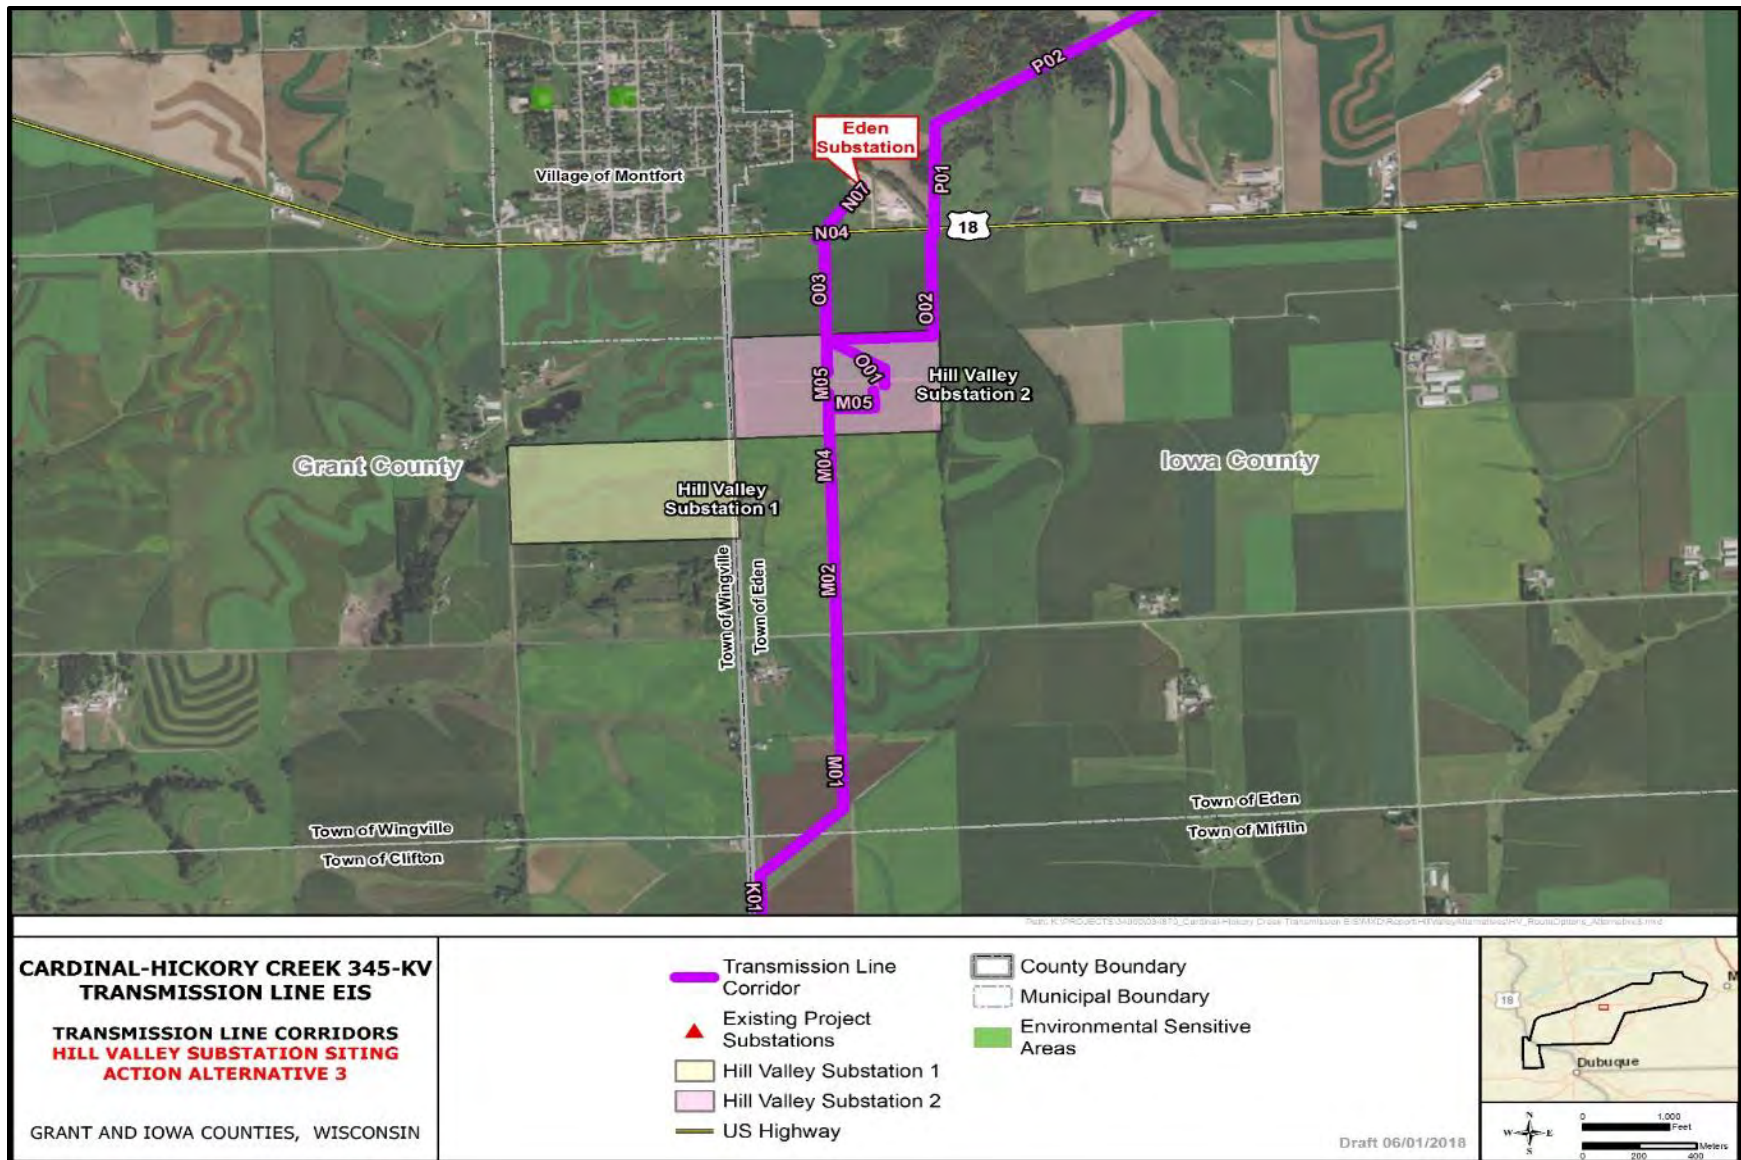 P02
Eden
Substation
Village of Montfort
N07
P01
N04
18
O03
O02
M05
O01
Hill Valley
Substation 2
M05
Grant County
M04
Iowa County
Hill Valley
Substation 1
Town of Wingville
Town of Eden
M02
M01
Town of Eden
Town of Mifflin
Town of Wingville
Town of Clifton
K01
CARDINAL-HICKORY CREEK 345-KV
TRANSMISSION LINE EIS
TRANSMISSION LINE CORRIDORS
HILL VALLEY SUBSTATION SITING
ACTION ALTERNATIVE 3
GRANT AND IOWA COUNTIES, WISCONSIN
Transmission Line
Corridor
Existing Project
Substations
Hill Valley Substation 1
Hill Valley Substation 2
US Highway
County Boundary
Municipal Boundary
Environmental Sensitive
Areas
Draft 06/01/2018
18
M
Dubuque
N
W E
S
0 1,000
Feet
Meters
0 200 400